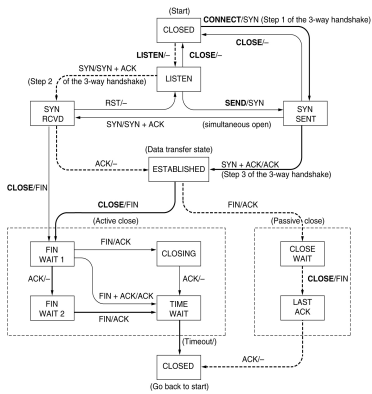 (Start)
CONNECT/SYN (Step 1 of the 3-way handshake)
CLOSED
CLOSE/–
LISTEN/–
CLOSE/–
SYN/SYN + ACK
(Step 2 of the 3-way handshake)
LISTEN
SYN
RCVD
RST/–
SEND/SYN
SYN
SENT
SYN/SYN + ACK
(simultaneous open)
(Data transfer state)
ACK/–
ESTABLISHED
SYN + ACK/ACK
(Step 3 of the 3-way handshake)
CLOSE/FIN
CLOSE/FIN
FIN/ACK
(Active close)
(Passive close)
FIN
WAIT 1
FIN/ACK
CLOSING
CLOSE
WAIT
ACK/–
ACK/–
CLOSE/FIN
FIN + ACK/ACK
FIN
WAIT 2
FIN/ACK
TIME
WAIT
LAST
ACK
(Timeout/)
CLOSED
ACK/–
(Go back to start)